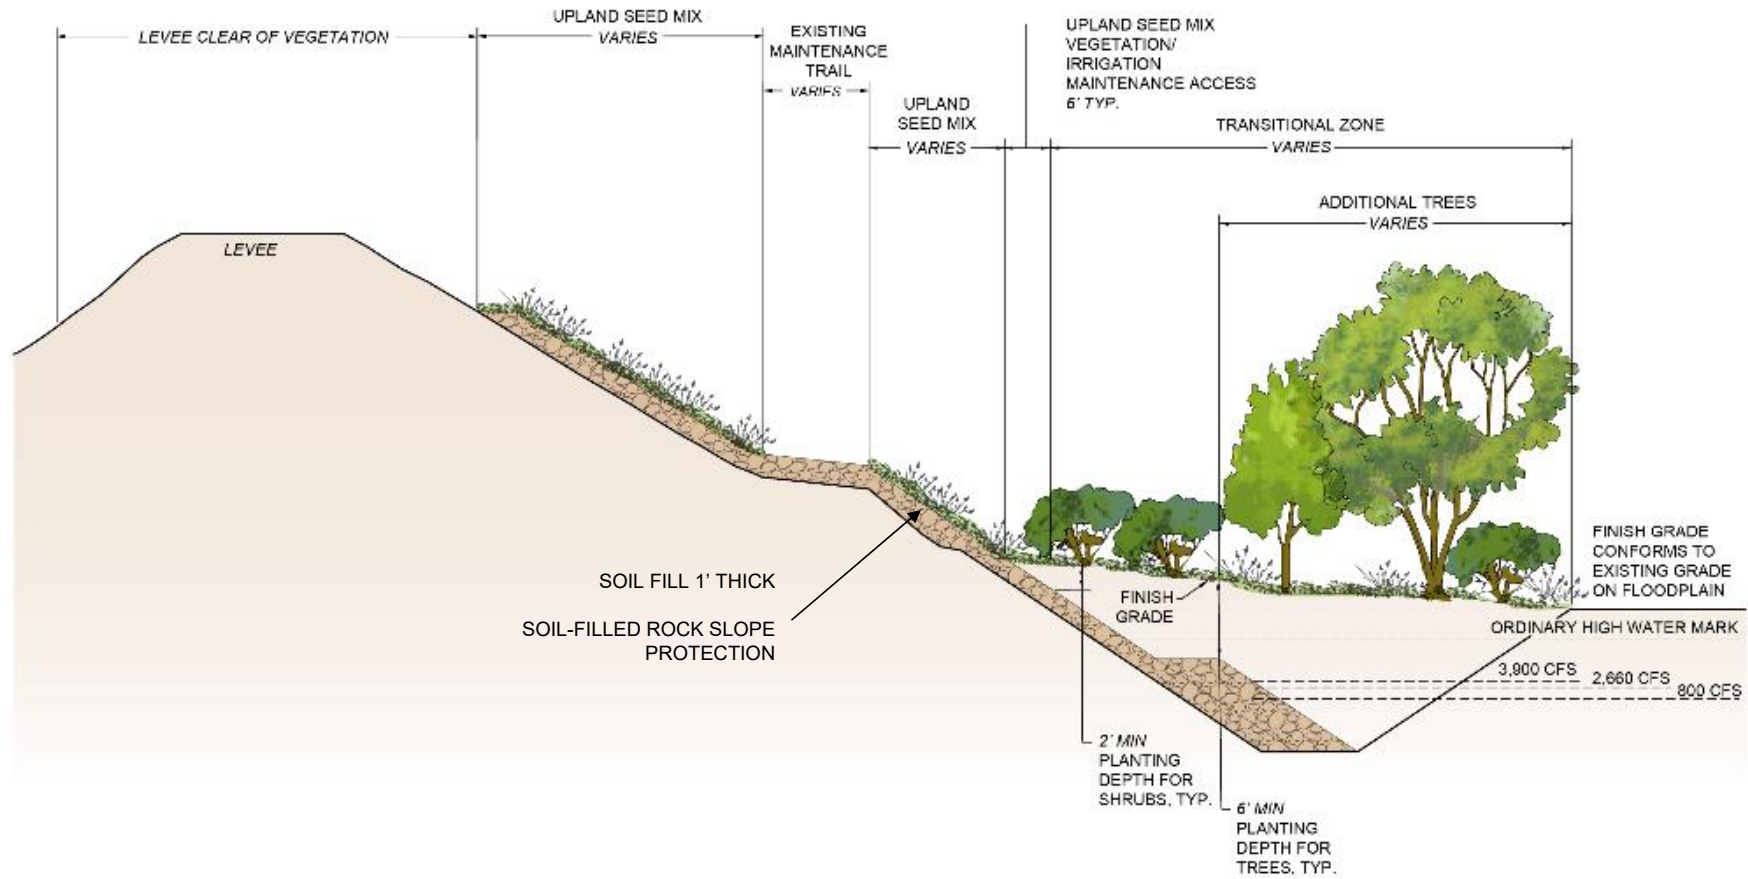 UPLAND SEED MIX
VARIES
LEVEE CLEAR OF VEGETATION
EXISTING
MAINTENANCE
TRAIL
VARIES
UPLAND
SEED MIX
VARIES
UPLAND SEED MIX
VEGETATION/
IRRIGATION
MAINTENANCE ACCESS
6' TYP.
TRANSITIONAL ZONE
VARIES
ADDITIONAL TREES
VARIES
LEVEE
SOIL FILL 1’ THICK
SOIL-FILLED ROCK SLOPE
PROTECTION
FINISH
GRADE
FINISH GRADE
CONFORMS TO
EXISTING GRADE
ON FLOODPLAIN
ORDINARY HIGH WATER MARK
3,900 CFS
2,660 CFS
800 CFS
2' MIN
PLANTING
DEPTH FOR
SHRUBS, TYP.
6' MIN
PLANTING
DEPTH FOR
TREES, TYP.